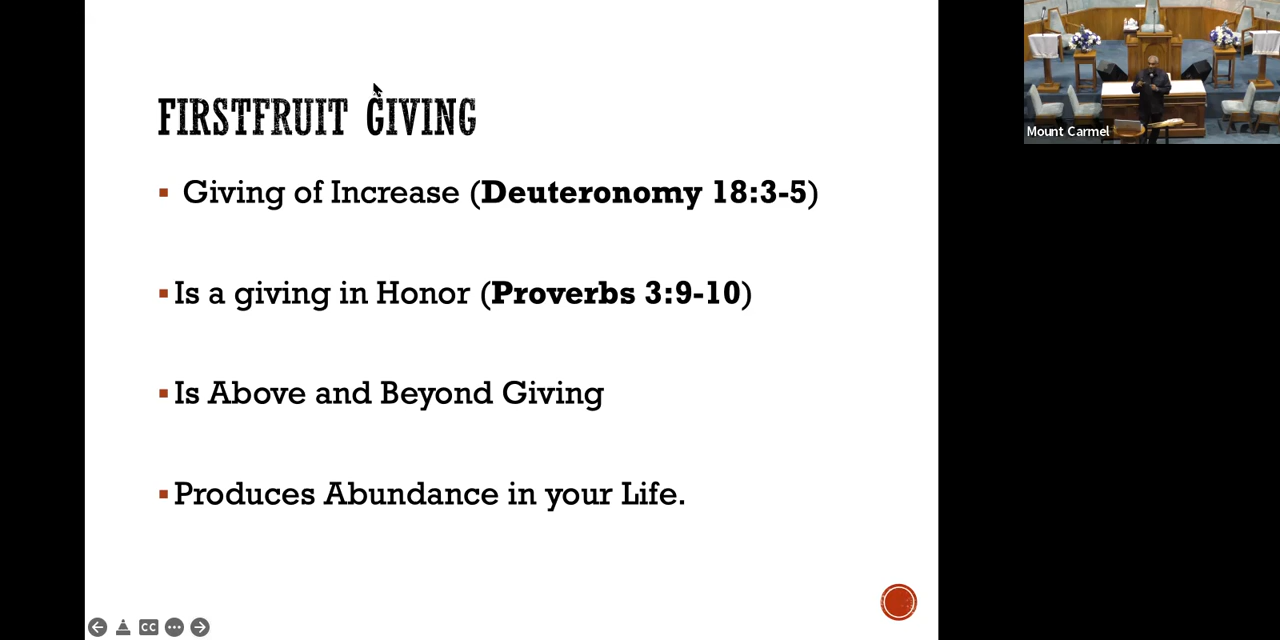 FIRSTFRUIT GIVING
Giving of Increase (Deuteronomy 18:3-5)
Is a giving in Honor (Proverbs 3:9-10)
Is Above and Beyond Giving
Produces Abundance in your Life.
Mount Carmel
CC